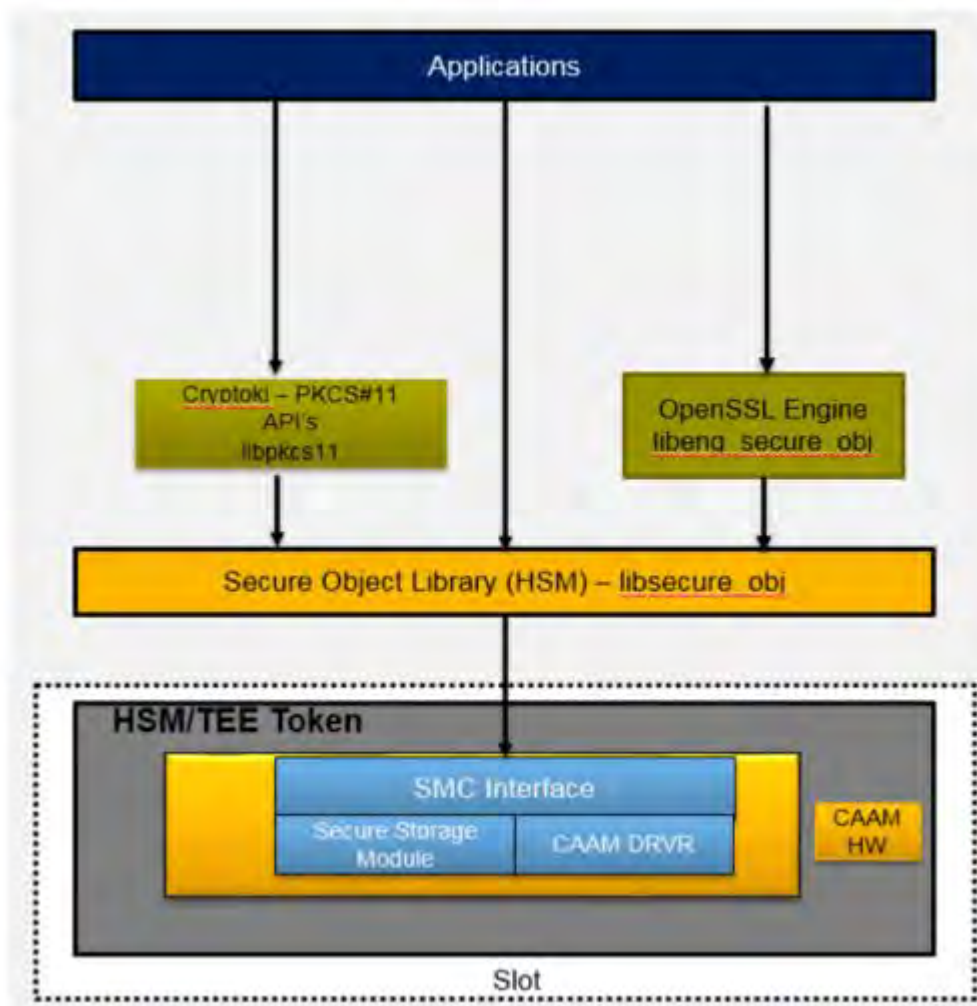 Applications
Cryptoki – PKCS#11
API's
libpkcs11
OpenSSL Engine
libeng_secure_obj
Secure Object Library (HSM) – libsecure_obj
HSM/TEE Token
SMC Interface
Secure Storage
Module
CAAM DRVR
CAAM
HW
Slot